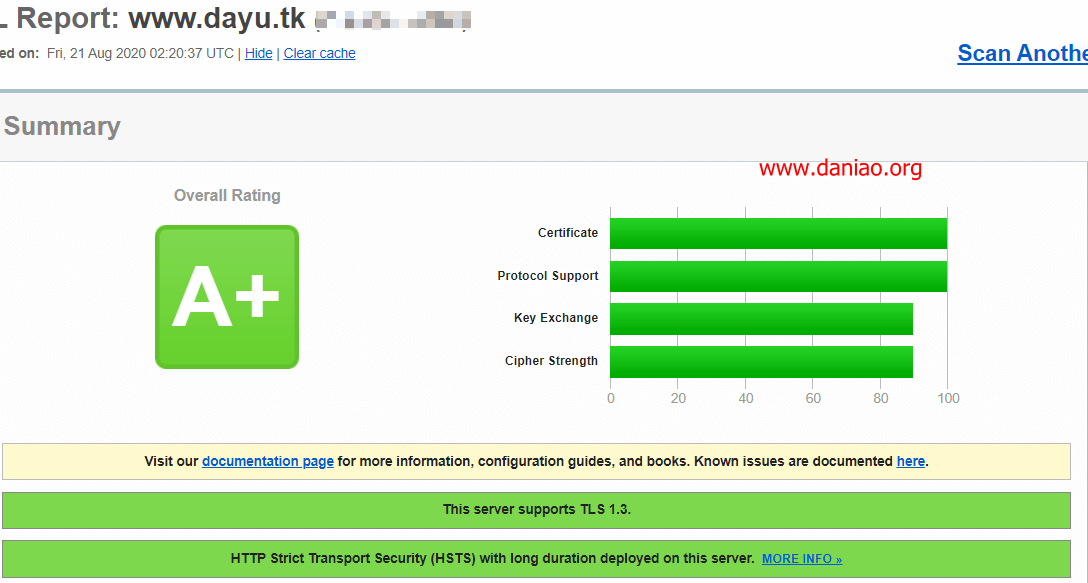 Report: www.dayu.tk
ed on: Fri, 21 Aug 2020 02:20:37 UTC | Hide | Clear cache
Scan Anothe
Summary
www.daniao.org
Overall Rating
A+
Certificate
Protocol Support
Key Exchange
Cipher Strength
0 20 40 60 80 100
Visit our documentation page for more information, configuration guides, and books. Known issues are documented here.
This server supports TLS 1.3.
HTTP Strict Transport Security (HSTS) with long duration deployed on this server. MORE INFO »